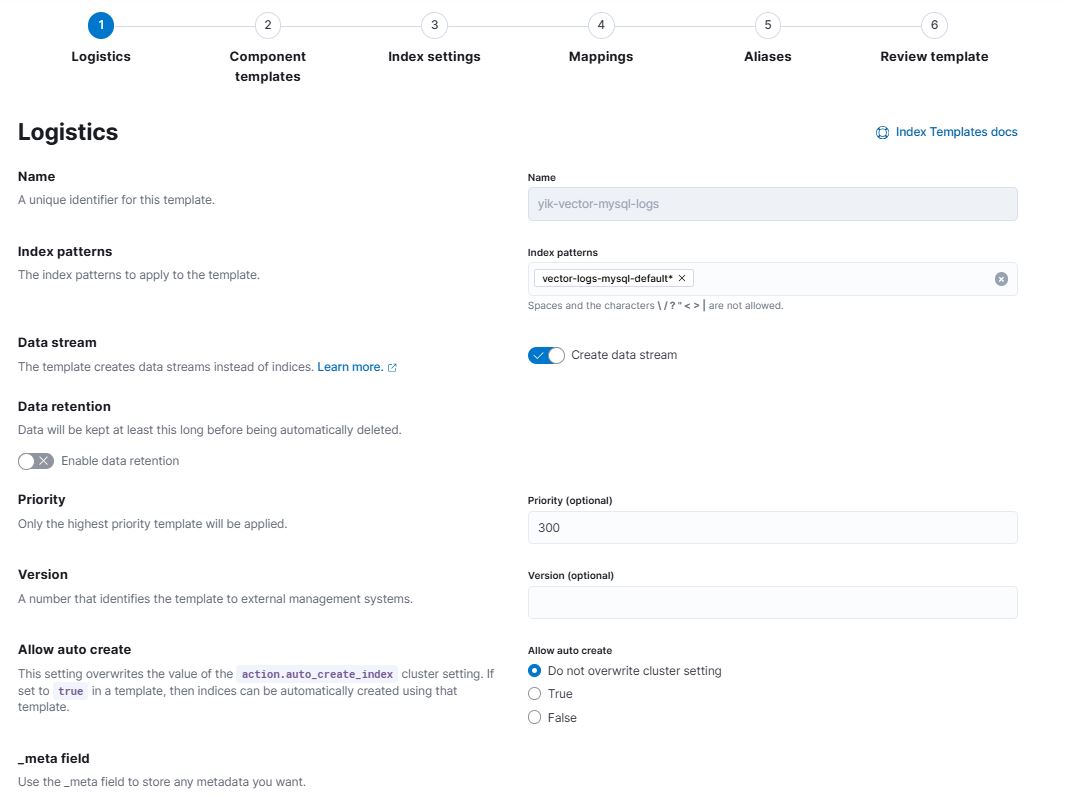 1 2 3 4 5 6
Logistics Component templates Index settings Mappings Aliases Review template
Logistics
Index Templates docs
Name
A unique identifier for this template.
Name
yik-vector-mysql-logs
Index patterns
The index patterns to apply to the template.
Index patterns
vector-logs-mysql-default*
Spaces and the characters \ / ? " < > | are not allowed.
Data stream
The template creates data streams instead of indices. Learn more.
Create data stream
Data retention
Data will be kept at least this long before being automatically deleted.
Enable data retention
Priority
Only the highest priority template will be applied.
Priority (optional)
300
Version
A number that identifies the template to external management systems.
Version (optional)
Allow auto create
This setting overwrites the value of the action.auto_create_index cluster setting. If
set to true in a template, then indices can be automatically created using that
template.
Allow auto create
Do not overwrite cluster setting
True
False
_meta field
Use the _meta field to store any metadata you want.